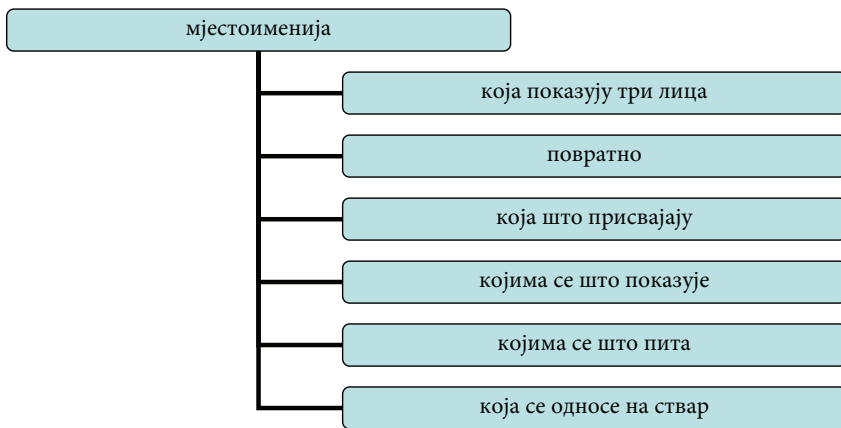 мјестоименија
која показују три лица
повратно
која што присвајају
којима се што показује
којима се што пита
која се односе на ствар